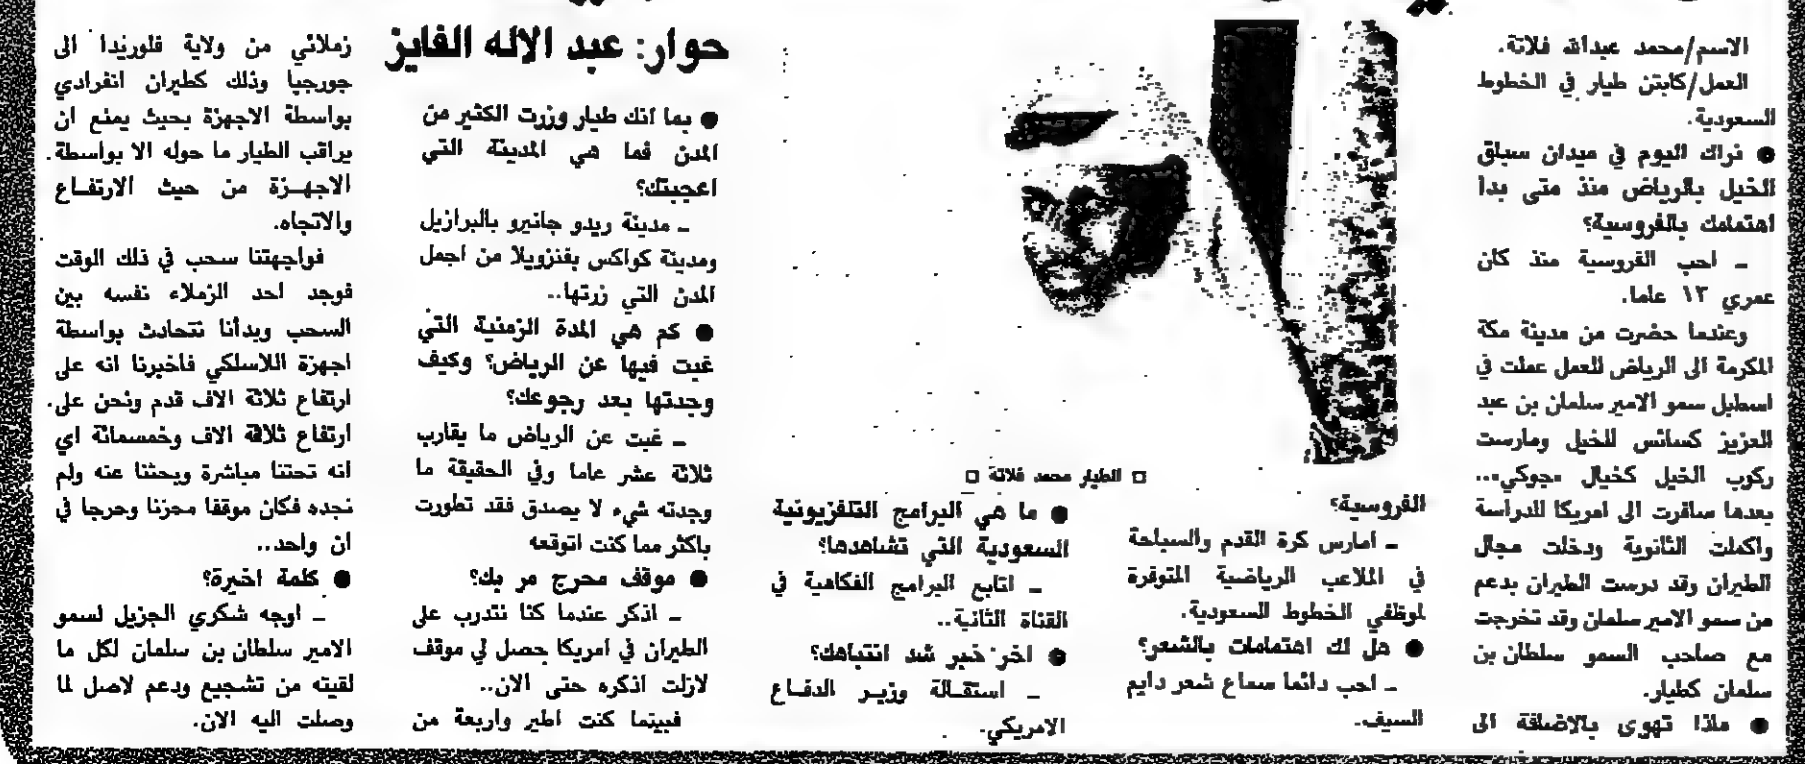 حوار: عبد الاله الفايز
الاسم/محمد عبدالله فلاتة.
العمل/كابتن طيار في الخطوط
السعودية.
● نراك اليوم في ميدان سباق
الخيل بالرياض منذ متى بدأ
اهتمامك بالفروسية؟
ـ احب الفروسية منذ كان
عمري ١٣ عاما.
وعندما حضرت من مدينة مكة
المكرمة الى الرياض للعمل عملت في
اسطبل سمو الامير سلمان بن عبد
العزيز كسائس للخيل ومارست
ركوب الخيل كخيال «جوكي»..
بعدها سافرت الى امريكا للدراسة
واكملت الثانوية ودخلت مجال
الطيران وقد درست الطيران بدعم
من سمو الامير سلمان وقد تخرجت
مع صاحب السمو سلطان بن
سلمان كطيار.
● ماذا تهوى بالاضافة الى
الفروسية؟
ـ امارس كرة القدم والسباحة
في الملاعب الرياضية المتوفرة
لموظفي الخطوط السعودية.
● هل لك اهتمامات بالشعر؟
ـ احب دائما سماع شعر دايم
السيف.
□ الطيار محمد فلاتة □
● ما هي البرامج التلفزيونية
السعودية التي تشاهدها؟
ـ اتابع البرامج الفكاهية في
القناة الثانية..
● اخر خبر شد انتباهك؟
ـ استقـالة وزيـر الدفـاع
الامريكي.
● بما انك طيار وزرت الكثير من
المدن فما هي المدينة التي
اعجبتك؟
ـ مدينة ريدو جانيرو بالبرازيل
ومدينة كواكس بفنزويلا من اجمل
المدن التي زرتها..
● كم هي المدة الزمنية التي
غبت فيها عن الرياض؟ وكيف
وجدتها بعد رجوعك؟
ـ غبت عن الرياض ما يقارب
ثلاثة عشر عاما وفي الحقيقة ما
وجدته شيء لا يصدق فقد تطورت
باكثر مما كنت اتوقعه
● موقف محرج مر بك؟
ـ اذكر عندما كنا نتدرب على
الطيران في امريكا حصل لي موقف
لازلت اذكره حتى الان..
فبينما كنت اطير واربعة من
زملائي من ولاية فلوريدا الى
جورجيا وذلك كطيران انفرادي
بواسطة الاجهزة بحيث يمنع ان
يراقب الطيار ما حوله الا بواسطة
الاجهـزة من حيث الارتفـاع
والاتجاه.
فواجهتنا سحب في ذلك الوقت
فوجد احد الزملاء نفسه بين
السحب وبدأنا نتحادث بواسطة
اجهزة اللاسلكي فاخبرنا انه على
ارتفاع ثلاثة الاف قدم ونحن على
ارتفاع ثلاثة الاف وخمسمائة اي
انه تحتنا مباشرة وبحثنا عنه ولم
نجده فكان موقفا محزنا وحرجا في
ان واحد..
● كلمة اخيرة؟
ـ اوجه شكري الجزيل لسمو
الامير سلطان بن سلمان لكل ما
لقيته من تشجيع ودعم لاصل لما
وصلت اليه الان.